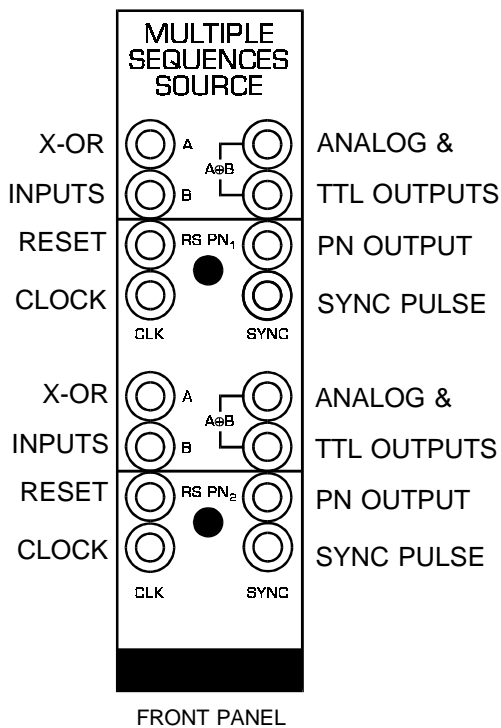 MULTIPLE
SEQUENCES
SOURCE
X-OR A ANALOG &
A⊕B
INPUTS B TTL OUTPUTS
RESET RS PN₁ PN OUTPUT
CLOCK SYNC PULSE
CLK SYNC
X-OR A ANALOG &
A⊕B
INPUTS B TTL OUTPUTS
RESET RS PN₂ PN OUTPUT
CLOCK SYNC PULSE
CLK SYNC
FRONT PANEL